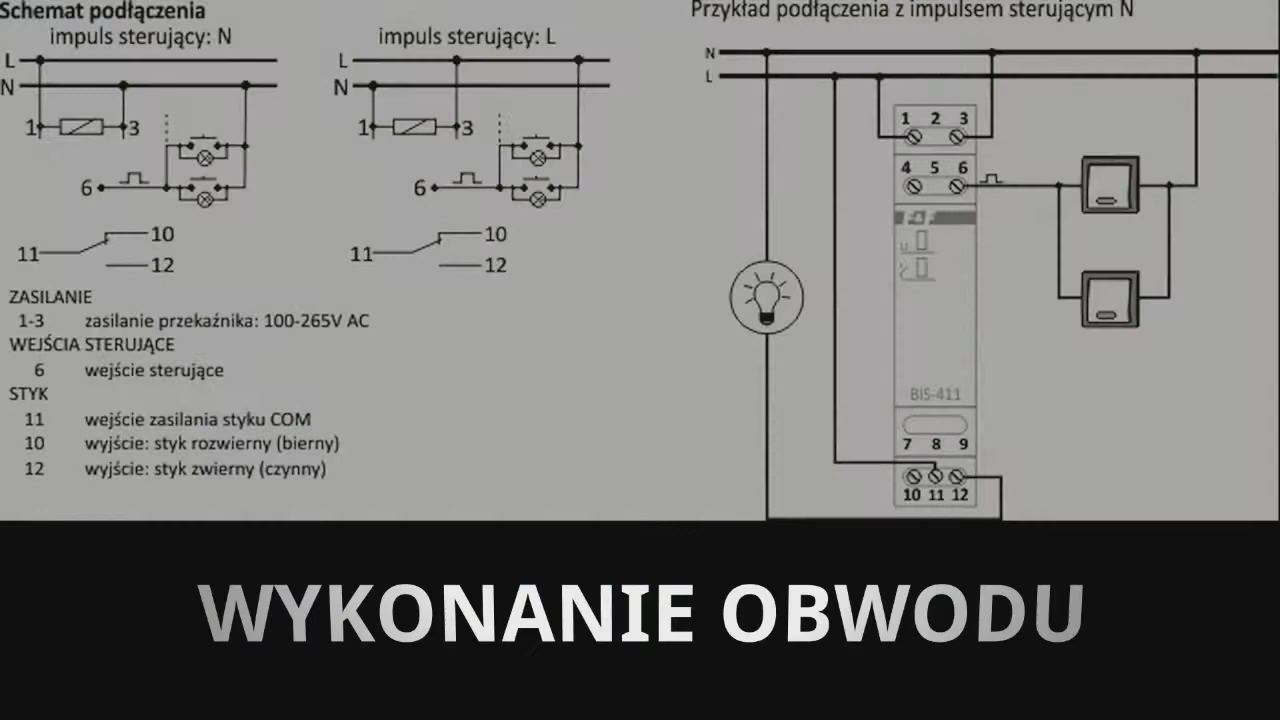 Schemat podłączenia
impuls sterujący: N
L
N
1
3
6
11
10
12
impuls sterujący: L
L
N
1
3
6
11
10
12
ZASILANIE
1-3 zasilanie przekaźnika: 100-265V AC
WEJŚCIA STERUJĄCE
6 wejście sterujące
STYK
11 wejście zasilania styku COM
10 wyjście: styk rozwierny (bierny)
12 wyjście: styk zwierny (czynny)
Przykład podłączenia z impulsem sterującym N
N
L
1 2 3
4 5 6
F&F
U
BIS-411
7 8 9
10 11 12
WYKONANIE OBWODU